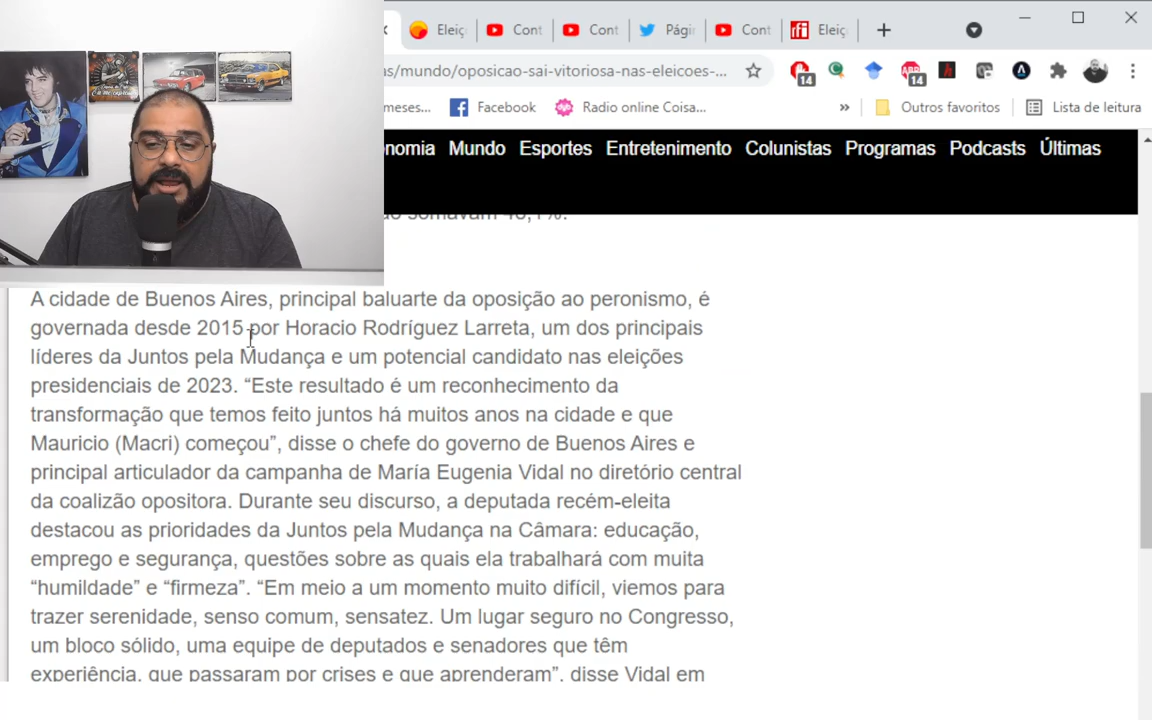 Eleiç
Cont
Cont
Págir
Cont
rfi
Eleiç
as/mundo/oposicao-sai-vitoriosa-nas-eleicoes-...
14
14
meses...
Facebook
Radio online Coisa...
Outros favoritos
Lista de leitura
nomia Mundo Esportes Entretenimento Colunistas Programas Podcasts Últimas
A cidade de Buenos Aires, principal baluarte da oposição ao peronismo, é
governada desde 2015 por Horacio Rodríguez Larreta, um dos principais
líderes da Juntos pela Mudança e um potencial candidato nas eleições
presidenciais de 2023. “Este resultado é um reconhecimento da
transformação que temos feito juntos há muitos anos na cidade e que
Mauricio (Macri) começou”, disse o chefe do governo de Buenos Aires e
principal articulador da campanha de María Eugenia Vidal no diretório central
da coalizão opositora. Durante seu discurso, a deputada recém-eleita
destacou as prioridades da Juntos pela Mudança na Câmara: educação,
emprego e segurança, questões sobre as quais ela trabalhará com muita
“humildade” e “firmeza”. “Em meio a um momento muito difícil, viemos para
trazer serenidade, senso comum, sensatez. Um lugar seguro no Congresso,
um bloco sólido, uma equipe de deputados e senadores que têm
experiência, que passaram por crises e que aprenderam”, disse Vidal em